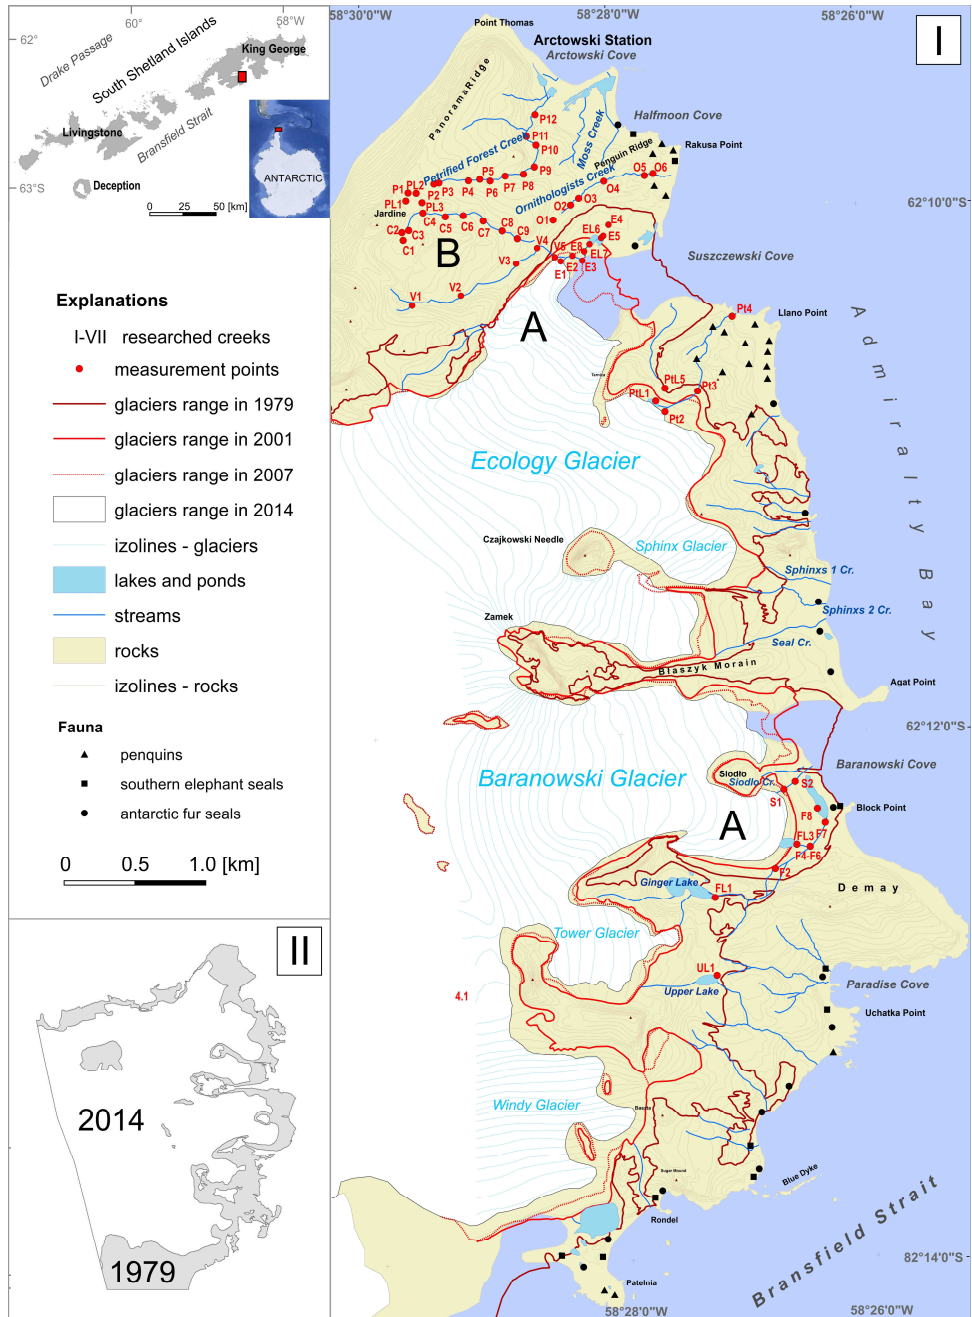 60°
58°W
62°
63°S
Drake Passage
South Shetland Islands
King George
Bransfield Strait
Livingstone
Deception
ANTARCTIC
0 25 50 [km]
Explanations
I-VII researched creeks
measurement points
glaciers range in 1979
glaciers range in 2001
glaciers range in 2007
glaciers range in 2014
izolines - glaciers
lakes and ponds
streams
rocks
izolines - rocks
Fauna
penquins
southern elephant seals
antarctic fur seals
0 0.5 1.0 [km]
II
2014
1979
I
58°30'0"W
58°28'0"W
58°26'0"W
Point Thomas
Arctowski Station
Arctowski Cove
Panorama Ridge
Halfmoon Cove
Moss Creek
Penguin Ridge
Rakusa Point
Petrified Forest Creek
Ornithologists Creek
P12
P11
P10
P9
P8
P7
P6
P5
P4
P3
P2
P1
PL2
PL1
PL3
Jardine
O1
O2
O3
O4
O5
O6
62°10'0"S
C1
C2
C3
C4
C5
C6
C7
C8
C9
B
V1
V2
V3
V4
V5
E1
E2
E3
E4
E5
E8
EL6
EL7
Suszczewski Cove
A
Pt4
Llano Point
PtL5
Pt3
PtL1
Pt2
Admiralty Bay
Ecology Glacier
Czajkowski Needle
Sphinx Glacier
Sphinxs 1 Cr.
Sphinxs 2 Cr.
Zamek
Seal Cr.
Błaszyk Morain
Agat Point
62°12'0"S
Baranowski Cove
Baranowski Glacier
Siodło
Siodlo Cr.
S1
S2
Block Point
F8
F7
FL3
F4-F6
F2
A
Ginger Lake
FL1
Demay
Tower Glacier
UL1
Upper Lake
4.1
Paradise Cove
Uchatka Point
Windy Glacier
Baszta
Sugar Mound
Blue Dyke
Rondel
Bransfield Strait
Patelnia
62°14'0"S
58°28'0"W
58°26'0"W